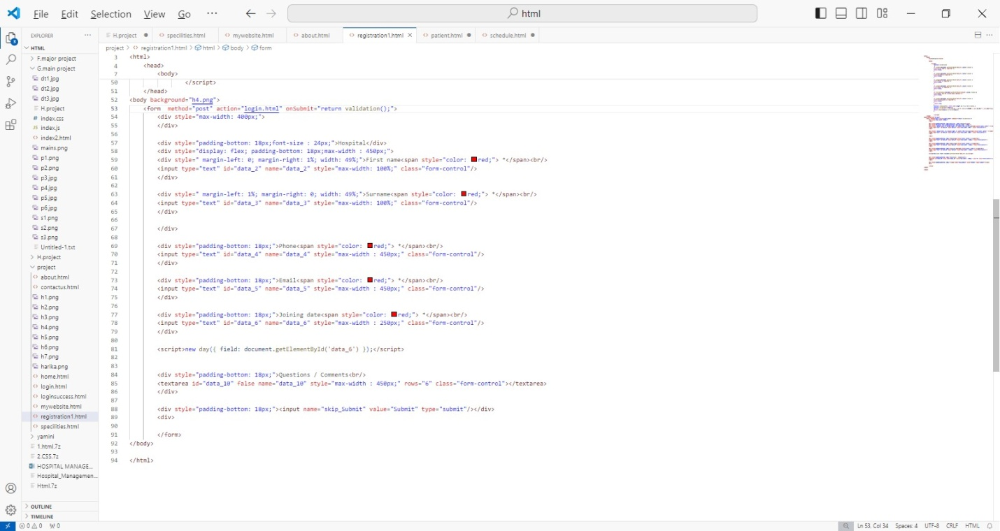 File Edit Selection View Go ··· html
EXPLORER ···
HTML
F.major project
G.main project
dt1.jpg
dt2.jpg
dt3.jpg
H.project
index.css
index.js
index2.html
mains.png
p1.png
p2.png
p3.jpg
p4.jpg
p5.jpg
p6.jpg
s1.png
s2.png
s3.png
Untitled-1.txt
H.project
project
about.html
contactus.html
h1.png
h2.png
h3.png
h4.png
h5.png
h6.png
h7.png
harika.png
home.html
login.html
loginsuccess.html
mywebsite.html
registration1.html
specilities.html
yamini
1.html.7z
2.CSS.7z
HOSPITAL MANAGE...
Hospital_Managemen...
Html.7z
OUTLINE
TIMELINE
H.project specilities.html mywebsite.html about.html registration1.html patient.html schedule.html
project > registration1.html > html > body > form
3 <html>
4 <head>
7 <body>
50 </script>
51 </head>
52 <body background="h4.png">
53 <form  method="post" action="login.html" onSubmit="return validation();">
54 <div style="max-width: 400px;">
55 </div>
56
57 <div style="padding-bottom: 18px;font-size : 24px;">Hospital</div>
58 <div style="display: flex; padding-bottom: 18px;max-width : 450px;">
59 <div style=" margin-left: 0; margin-right: 1%; width: 49%;">First name<span style="color: red;"> *</span><br/>
60 <input type="text" id="data_2" name="data_2" style="max-width: 100%;" class="form-control"/>
61 </div>
62
63 <div style=" margin-left: 1%; margin-right: 0; width: 49%;">Surname<span style="color: red;"> *</span><br/>
64 <input type="text" id="data_3" name="data_3" style="max-width: 100%;" class="form-control"/>
65 </div>
66
67 </div>
68
69 <div style="padding-bottom: 18px;">Phone<span style="color: red;"> *</span><br/>
70 <input type="text" id="data_4" name="data_4" style="max-width : 450px;" class="form-control"/>
71 </div>
72
73 <div style="padding-bottom: 18px;">Email<span style="color: red;"> *</span><br/>
74 <input type="text" id="data_5" name="data_5" style="max-width : 450px;" class="form-control"/>
75 </div>
76
77 <div style="padding-bottom: 18px;">Joining date<span style="color: red;"> *</span><br/>
78 <input type="text" id="data_6" name="data_6" style="max-width : 250px;" class="form-control"/>
79 </div>
80
81 <script>new day({ field: document.getElementById('data_6') });</script>
82
83
84 <div style="padding-bottom: 18px;">Questions / Comments<br/>
85 <textarea id="data_10" false name="data_10" style="max-width : 450px;" rows="6" class="form-control"></textarea>
86 </div>
87
88 <div style="padding-bottom: 18px;"><input name="skip_Submit" value="Submit" type="submit"/></div>
89 <div>
90
91 </form>
92 </body>
93
94 </html>
0 0 0 Ln 53, Col 34 Spaces: 4 UTF-8 CRLF HTML